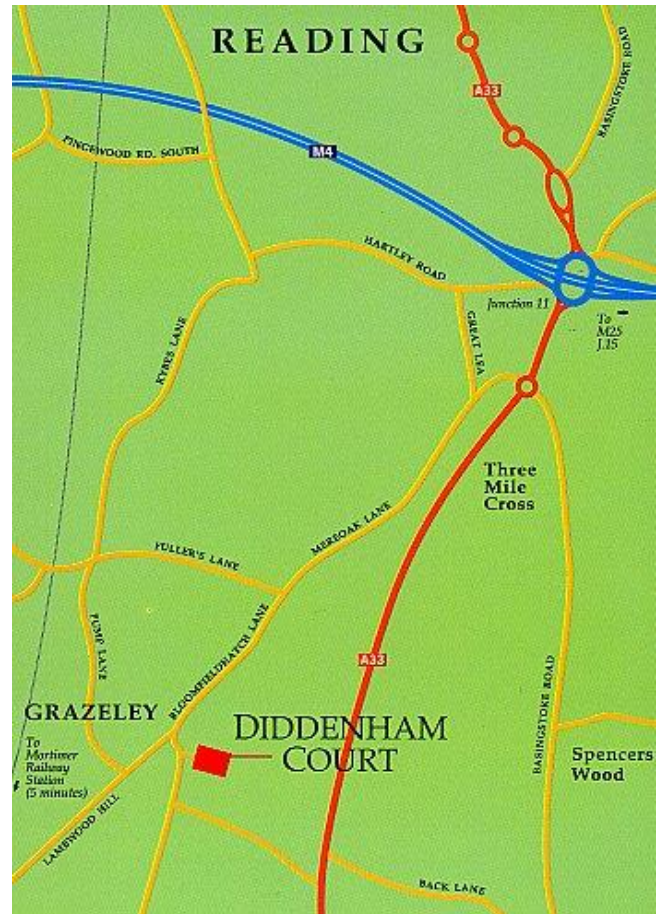 READING
BASINGSTOKE ROAD
A33
PINGEWOOD RD. SOUTH
M4
HARTLEY ROAD
Junction 11
To
M25
J.15
GREAT LEA
KYBES LANE
Three
Mile
Cross
MEREOAK LANE
FULLER'S LANE
PUMP LANE
BLOOMFIELDHATCH LANE
A33
BASINGSTOKE ROAD
GRAZELEY
DIDDENHAM
COURT
To
Mortimer
Railway
Station
(5 minutes)
Spencers
Wood
LAMBWOOD HILL
BACK LANE